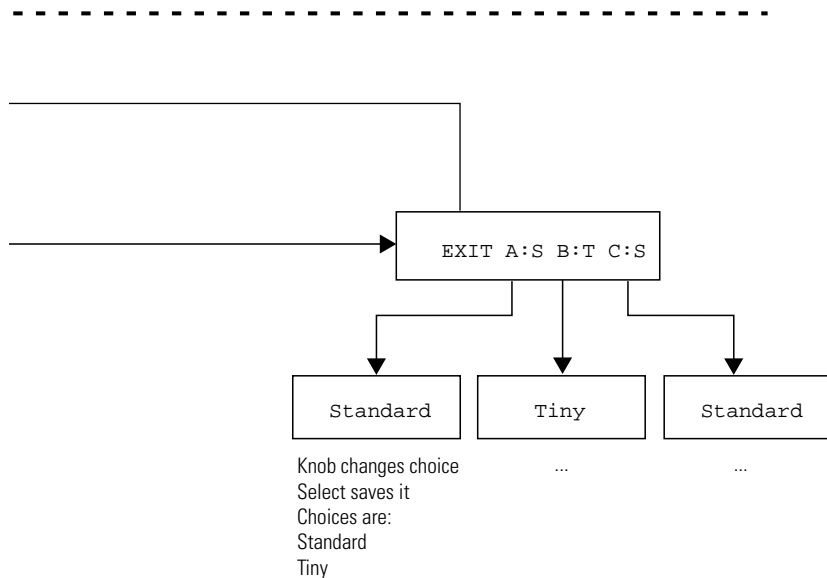 EXIT A:S B:T C:S
Standard
Tiny
Standard
Knob changes choice
Select saves it
Choices are:
Standard
Tiny
...
...